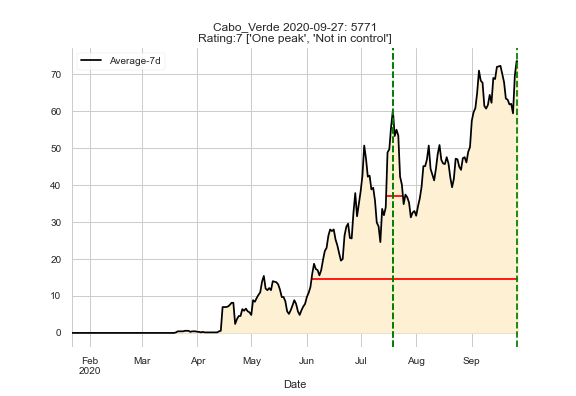 Cabo_Verde 2020-09-27: 5771
Rating:7 ['One peak', 'Not in control']
Average-7d
70
60
50
40
30
20
10
0
Feb Mar Apr May Jun Jul Aug Sep
2020
Date